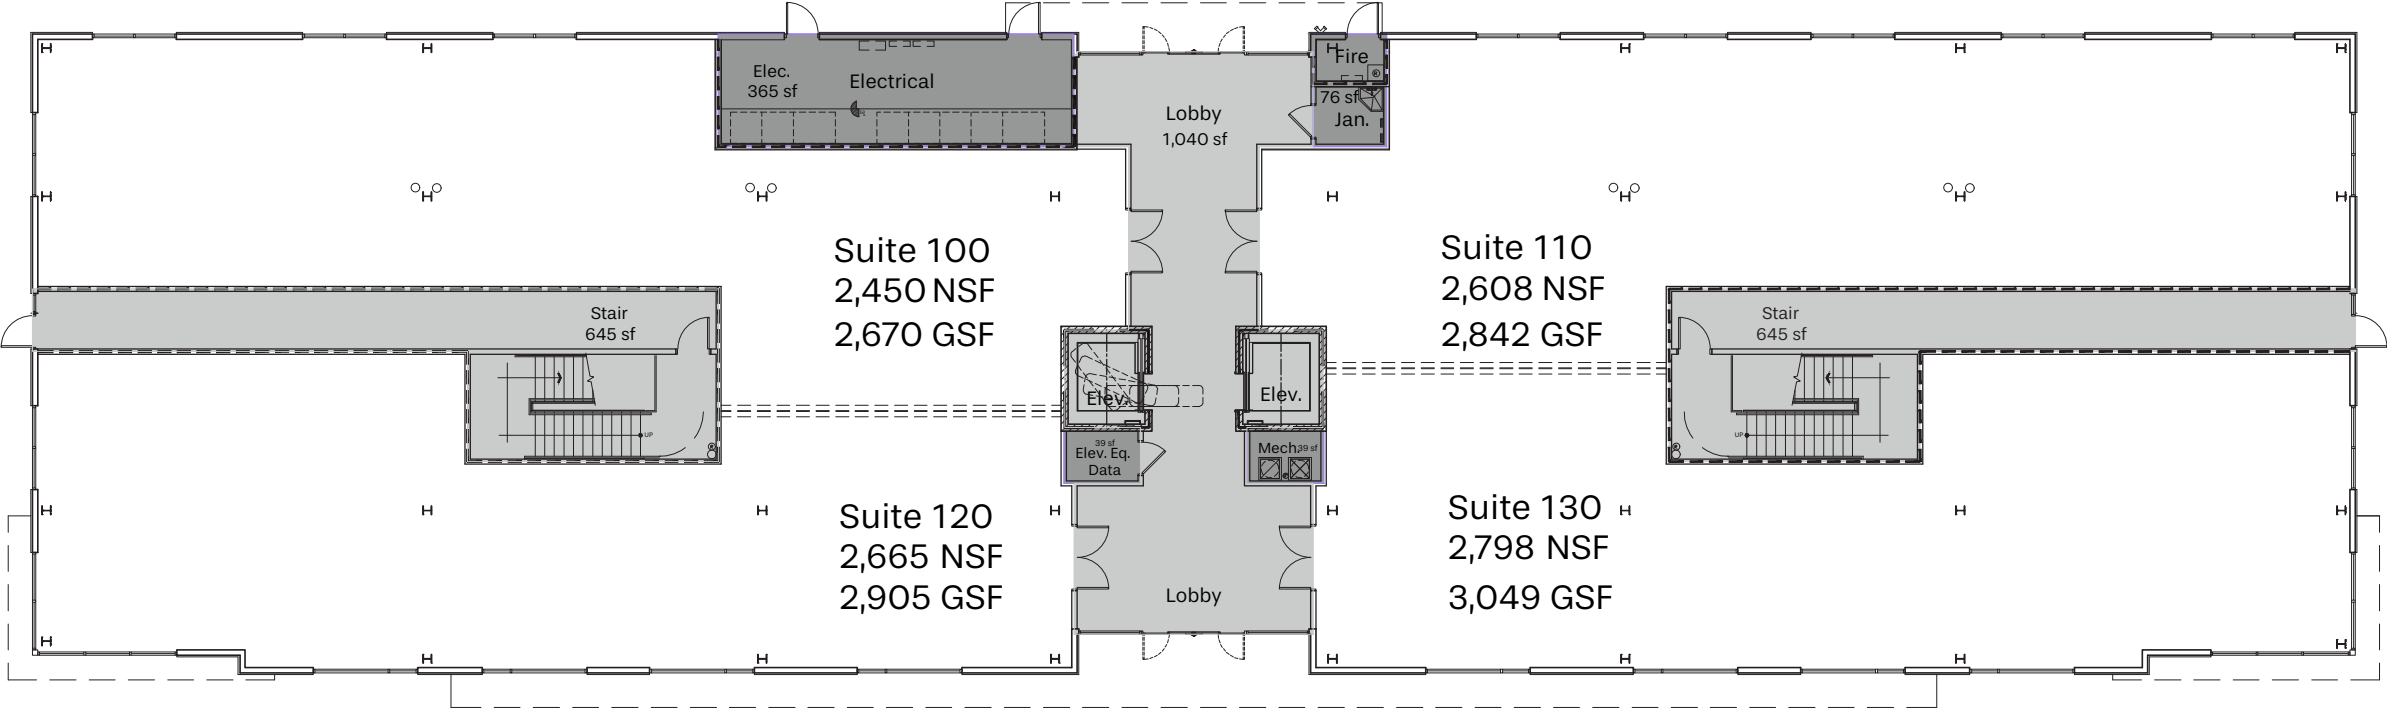 Elec.
365 sf
Electrical
Fire
76 sf
Jan.
Lobby
1,040 sf
Suite 100
2,450 NSF
2,670 GSF
Suite 110
2,608 NSF
2,842 GSF
Stair
645 sf
Stair
645 sf
Elev.
Elev.
UP
UP
39 sf
Elev. Eq.
Data
Mech.
39 sf
Suite 120
2,665 NSF
2,905 GSF
Suite 130
2,798 NSF
3,049 GSF
Lobby